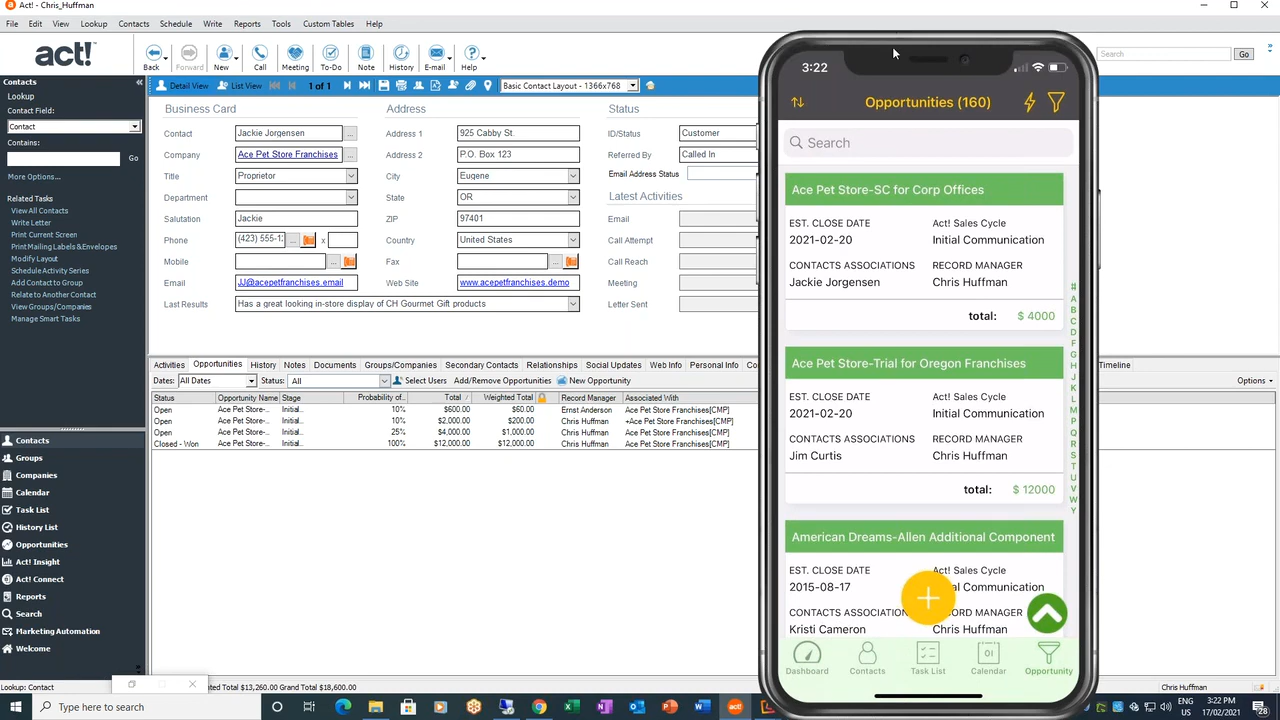 Act! - Chris_Huffman
File Edit View Lookup Contacts Schedule Write Reports Tools Custom Tables Help
act!
Back Forward New Call Meeting To-Do Note History E-mail Help
Search Go
Contacts
Lookup
Contact Field:
Contact
Contains:
Go
More Options...
Related Tasks
View All Contacts
Write Letter
Print Current Screen
Print Mailing Labels &Envelopes
Modify Layout
Schedule Activity Series
Add Contact to Group
Relate to Another Contact
View Groups/Companies
Manage Smart Tasks
Contacts
Groups
Companies
Calendar
Task List
History List
Opportunities
Act! Insight
Act! Connect
Reports
Search
Marketing Automation
Welcome
Detail View List View 1 of 1 Basic Contact Layout - 1366x768
Business Card Address Status
Contact Jackie Jorgensen ... Address 1 925 Cabby St. ID/Status Customer
Company Ace Pet Store Franchises ... Address 2 P.O. Box 123 Referred By Called In
Title Proprietor City Eugene Email Address Status
Department State OR Latest Activities
Salutation Jackie ZIP 97401 Email
Phone (423) 555-1 ... x Country United States Call Attempt
Mobile ... Fax ... Call Reach
Email JJ@acepetfranchises.email Web Site www.acepetfranchises.demo Meeting
Last Results Has a great looking in-store display of CH Gourmet Gift products Letter Sent
Activities Opportunities History Notes Documents Groups/Companies Secondary Contacts Relationships Social Updates Web Info Personal Info Co Timeline
Dates: All Dates Status: All Select Users Add/Remove Opportunities New Opportunity Options
Status Opportunity Name Stage Probability of... Total Weighted Total Record Manager Associated With
Open Ace Pet Store-... Initial... 10% $600.00 $60.00 Ernst Anderson Ace Pet Store Franchises[CMP]
Open Ace Pet Store-... Initial... 10% $2,000.00 $200.00 Chris Huffman +Ace Pet Store Franchises[CMP]
Open Ace Pet Store-... Initial... 25% $4,000.00 $1,000.00 Chris Huffman Ace Pet Store Franchises[CMP]
Closed - Won Ace Pet Store-... Initial... 100% $12,000.00 $12,000.00 Chris Huffman Ace Pet Store Franchises[CMP]
3:22
Opportunities (160)
Search
Ace Pet Store-SC for Corp Offices
EST. CLOSE DATE Act! Sales Cycle
2021-02-20 Initial Communication
CONTACTS ASSOCIATIONS RECORD MANAGER
Jackie Jorgensen Chris Huffman
total: $ 4000
Ace Pet Store-Trial for Oregon Franchises
EST. CLOSE DATE Act! Sales Cycle
2021-02-20 Initial Communication
CONTACTS ASSOCIATIONS RECORD MANAGER
Jim Curtis Chris Huffman
total: $ 12000
American Dreams-Allen Additional Component
EST. CLOSE DATE Act! Sales Cycle
2015-08-17 Communication
CONTACTS ASSOCIATIONS RECORD MANAGER
Kristi Cameron Chris Huffman
#
A
B
C
D
F
G
H
J
K
L
M
P
Q
R
S
T
U
V
W
Y
Dashboard Contacts Task List Calendar Opportunity
Lookup: Contact nted Total $13,260.00 Grand Total $18,600.00 Chris Huffman
Type here to search
ENG
US
3:22 PM
17/02/2021